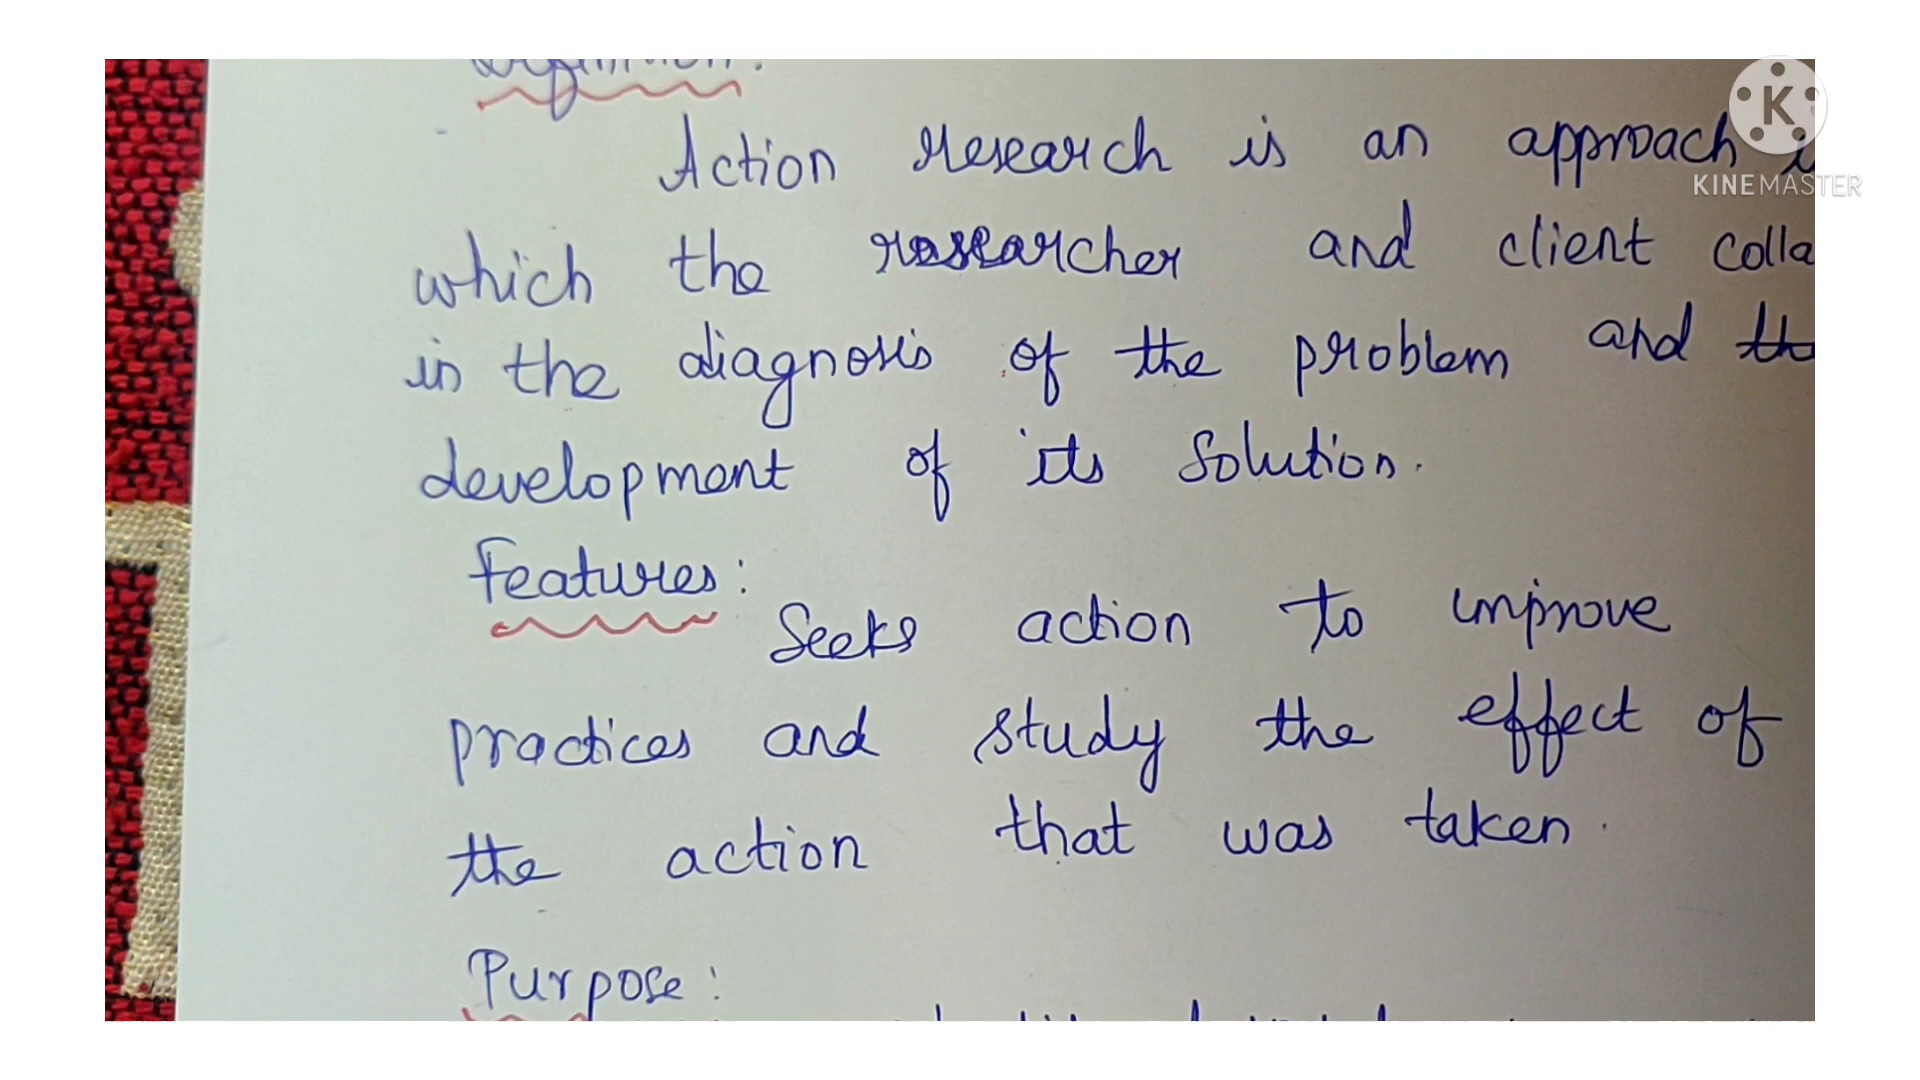 Definition:
Action research is an approach
which the researcher and client colla
in the diagnosis of the problem and
development of its solution.
Features:
Seeks action to improve
practices and study the effect of
the action that was taken.
Purpose:
K
KINEMASTER